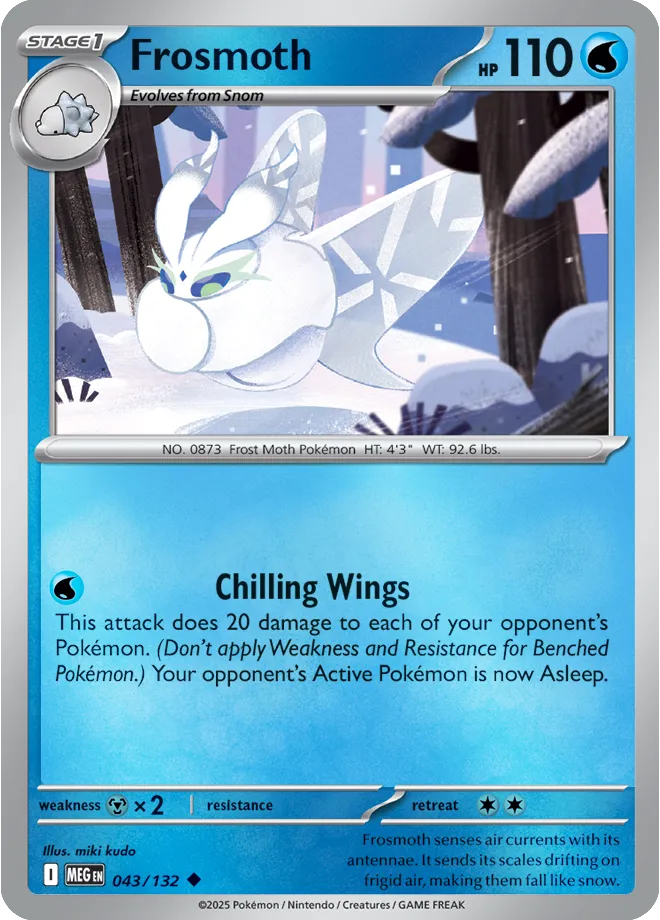 STAGE 1
Frosmoth
HP 110
Evolves from Snom
NO. 0873 Frost Moth Pokémon HT: 4'3" WT: 92.6 lbs.
Chilling Wings
This attack does 20 damage to each of your opponent's
Pokémon. (Don't apply Weakness and Resistance for Benched
Pokémon.) Your opponent's Active Pokémon is now Asleep.
weakness ×2 resistance retreat
Illus. miki kudo
I MEG EN 043/132
Frosmoth senses air currents with its
antennae. It sends its scales drifting on
frigid air, making them fall like snow.
©2025 Pokémon / Nintendo / Creatures / GAME FREAK